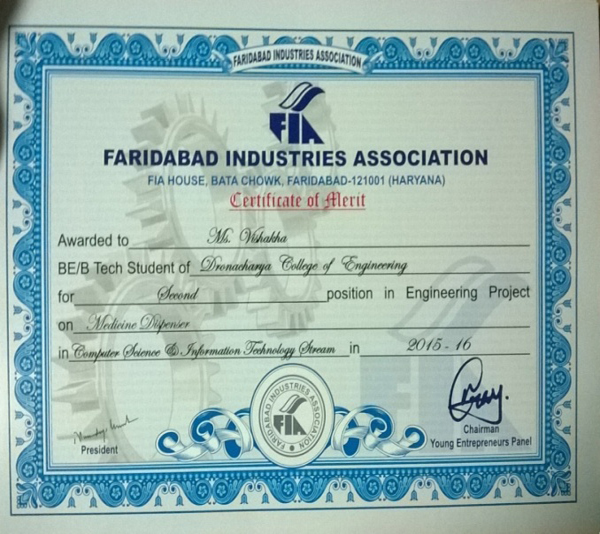 FARIDABAD INDUSTRIES ASSOCIATION
FIA
FARIDABAD INDUSTRIES ASSOCIATION
FIA HOUSE, BATA CHOWK, FARIDABAD-121001 (HARYANA)
Certificate of Merit
Awarded to Ms. Vishakha
BE/B Tech Student of Dronacharya College of Engineering
for Second position in Engineering Project
on Medicine Dispenser
in Computer Science & Information Technology Stream in 2015-16
FARIDABAD INDUSTRIES ASSOCIATION
FIA
President
Chairman
Young Entrepreneurs Panel